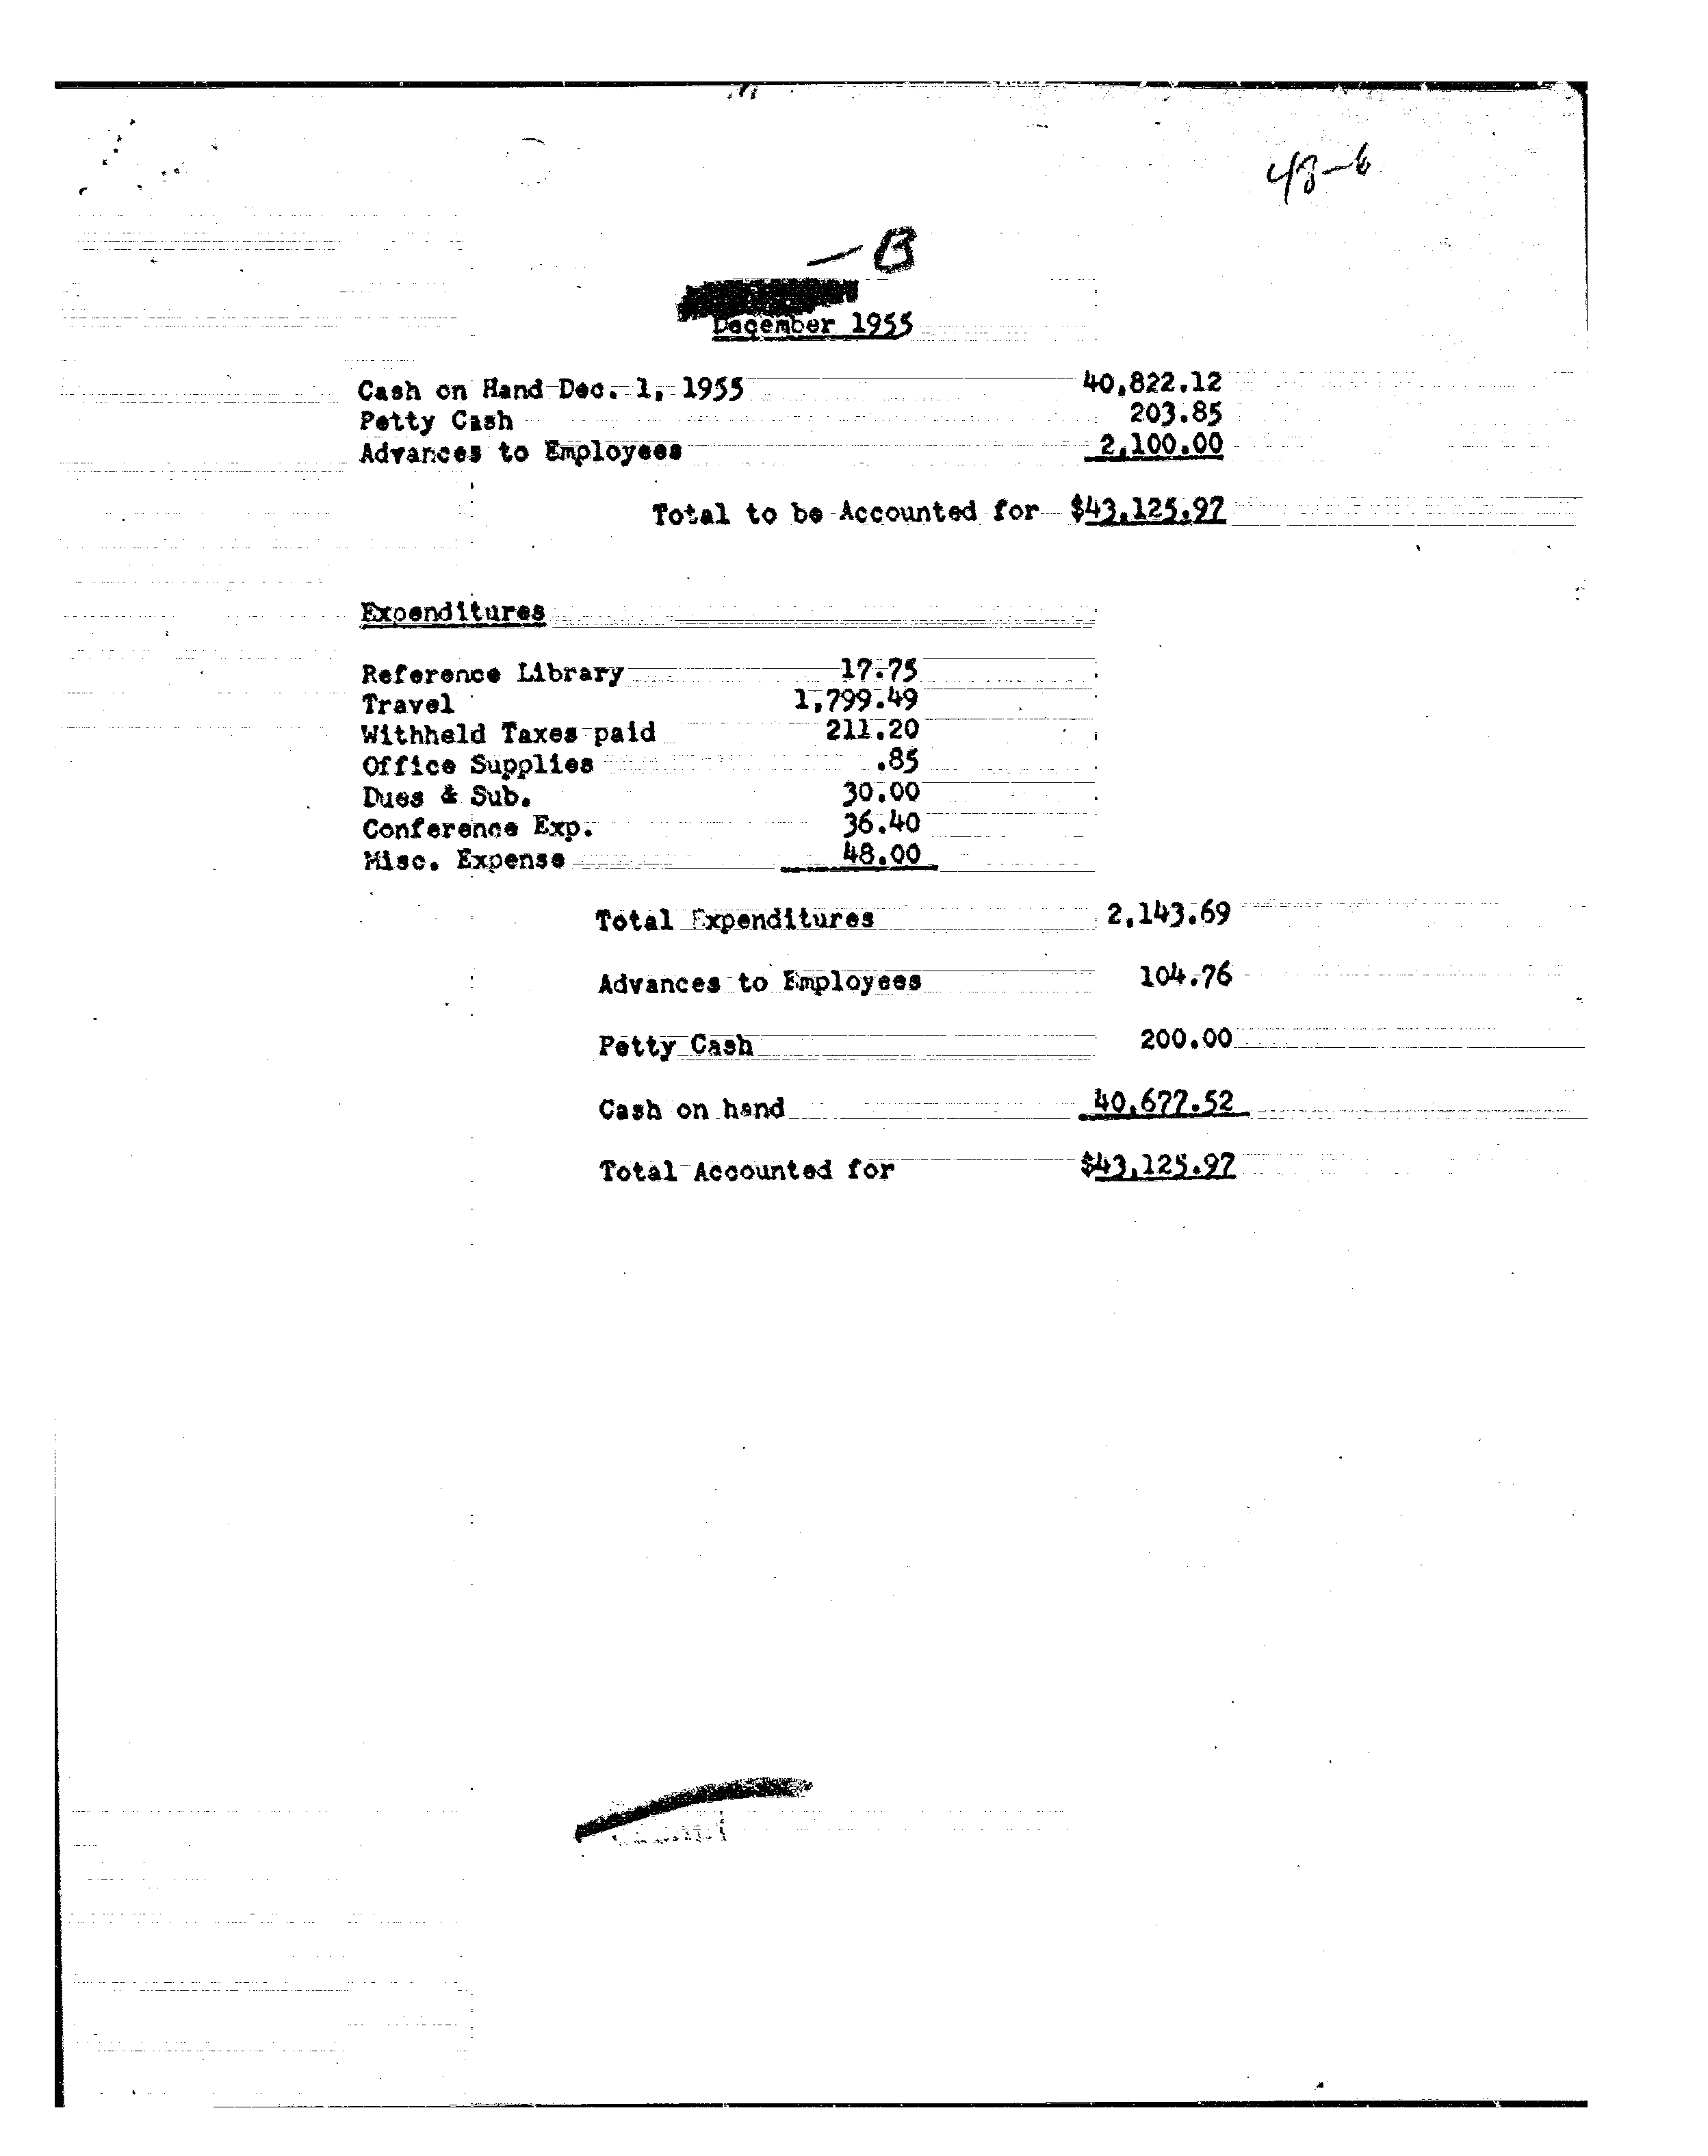 48-6
— B
December 1955
Cash on Hand Dec. 1, 1955 40,822.12
Petty Cash 203.85
Advances to Employees 2,100.00
Total to be Accounted for $43,125.97
Expenditures
Reference Library 17.75
Travel 1,799.49
Withheld Taxes paid 211.20
Office Supplies .85
Dues & Sub. 30.00
Conference Exp. 36.40
Misc. Expense 48.00
Total Expenditures 2,143.69
Advances to Employees 104.76
Petty Cash 200.00
Cash on hand 40,677.52
Total Accounted for $43,125.97